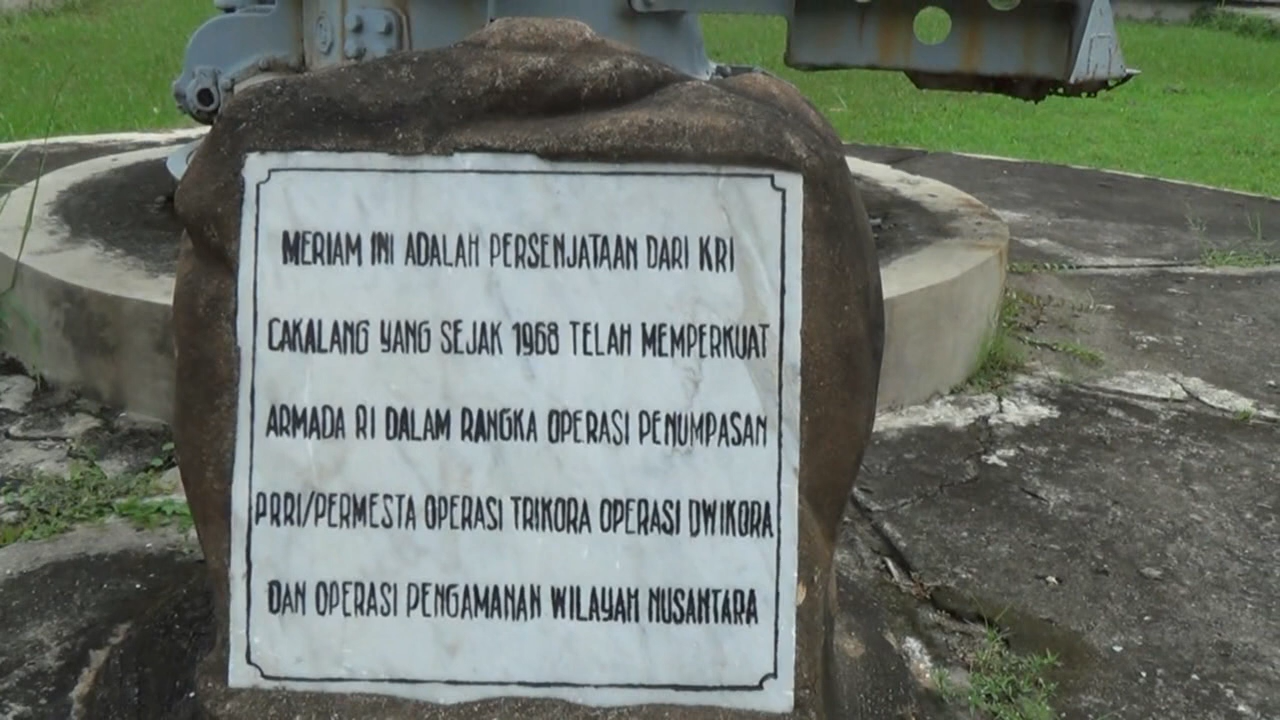 MERIAM INI ADALAH PERSENJATAAN DARI KRI
CAKALANG YANG SEJAK 1968 TELAH MEMPERKUAT
ARMADA RI DALAM RANGKA OPERASI PENUMPASAN
PRRI/PERMESTA OPERASI TRIKORA OPERASI DWIKORA
DAN OPERASI PENGAMANAN WILAYAH NUSANTARA